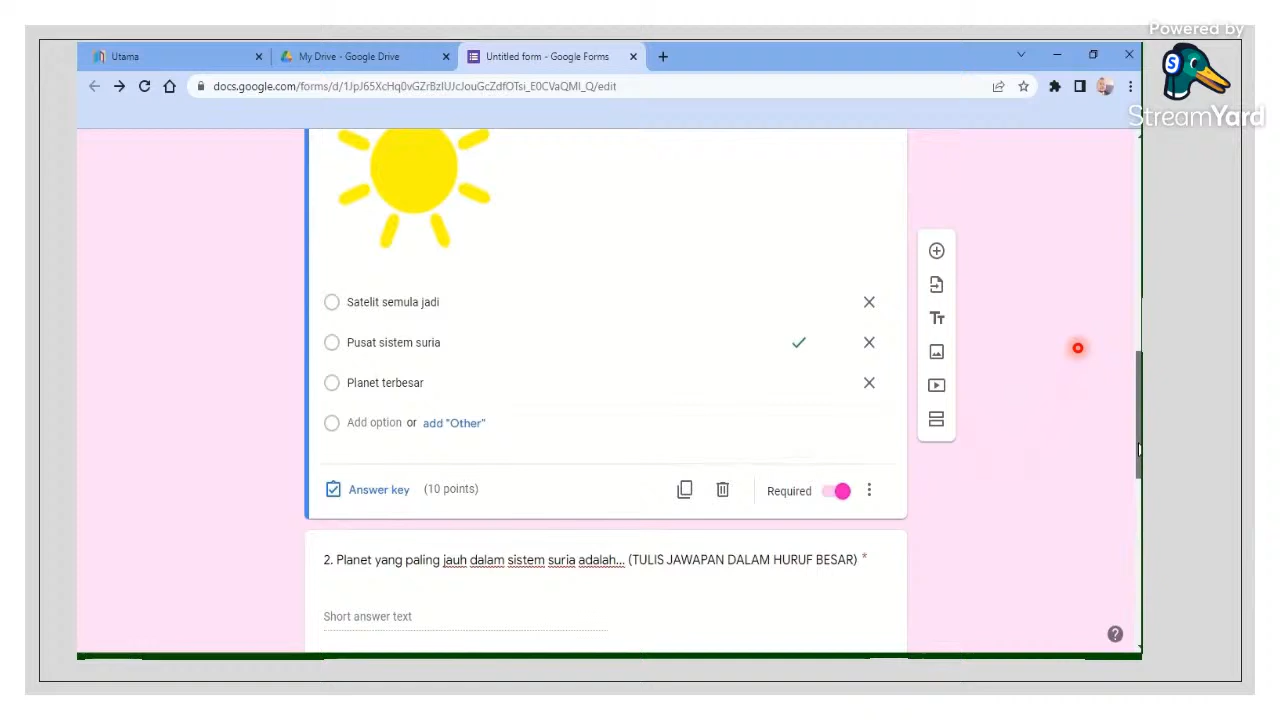 Powered by
StreamYard
Utama
My Drive - Google Drive
Untitled form - Google Forms
docs.google.com/forms/d/1JpJ65XcHq0vGZrBzIUJcJouGcZdfOTsi_E0CVaQMI_Q/edit
Satelit semula jadi
Pusat sistem suria
Planet terbesar
Add option or add "Other"
Answer key (10 points)
Required
2. Planet yang paling jauh dalam sistem suria adalah... (TULIS JAWAPAN DALAM HURUF BESAR) *
Short answer text